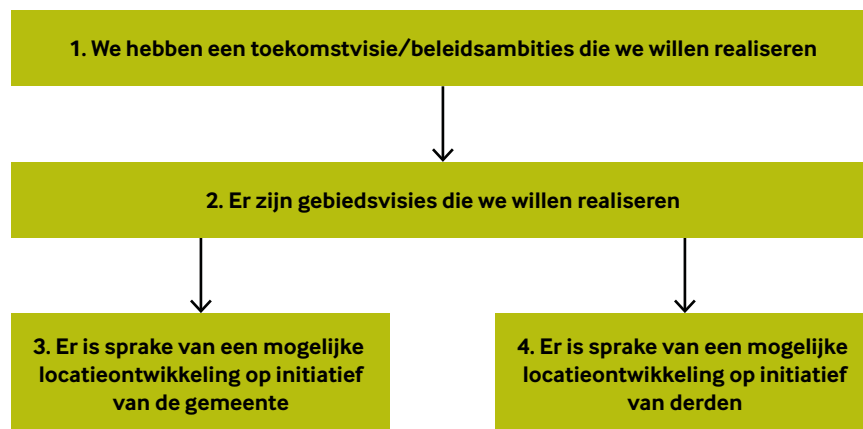 1. We hebben een toekomstvisie/beleidsambities die we willen realiseren
2. Er zijn gebiedsvisies die we willen realiseren
3. Er is sprake van een mogelijke
locatieontwikkeling op initiatief
van de gemeente
4. Er is sprake van een mogelijke
locatieontwikkeling op initiatief
van derden